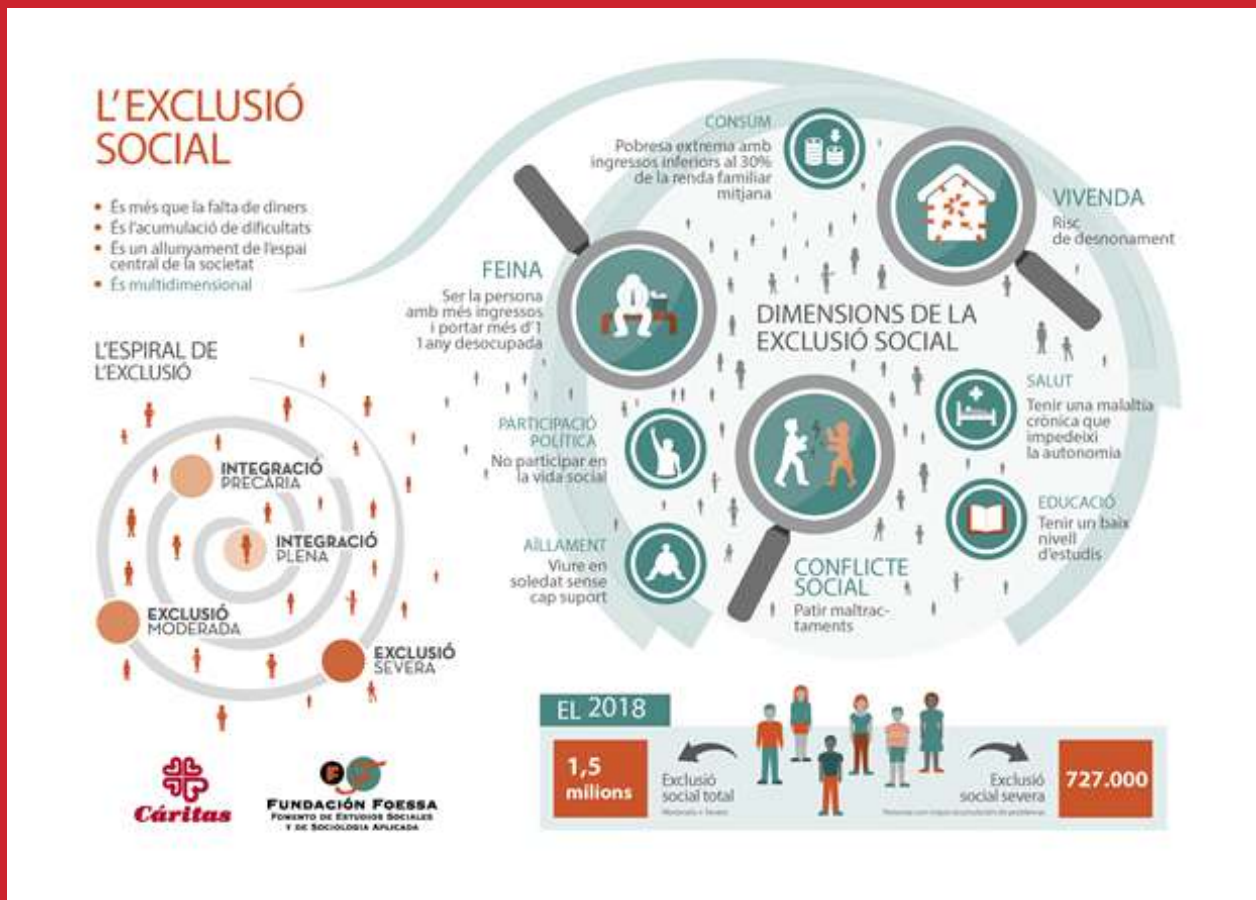 L'EXCLUSIÓ
SOCIAL
• És més que la falta de diners
• És l'acumulació de dificultats
• És un allunyament de l'espai
central de la societat
• És multidimensional
L'ESPIRAL DE
L'EXCLUSIÓ
INTEGRACIÓ
PRECÀRIA
INTEGRACIÓ
PLENA
EXCLUSIÓ
MODERADA
EXCLUSIÓ
SEVERA
Cáritas
FUNDACIÓN FOESSA
FOMENTO DE ESTUDIOS SOCIALES
Y DE SOCIOLOGIA APLICADA
CONSUM
Pobresa extrema amb
ingressos inferiors al 30%
de la renda familiar
mitjana
VIVENDA
Risc
de desnonament
FEINA
Ser la persona
amb més ingressos
i portar més d'1
1 any desocupada
DIMENSIONS DE LA
EXCLUSIÓ SOCIAL
SALUT
Tenir una malaltia
crònica que
impedeixi
la autonomia
PARTICIPACIÓ
POLÍTICA
No participar en
la vida social
EDUCACIÓ
Tenir un baix
nivell
d'estudis
AÏLLAMENT
Viure en
soledat sense
cap suport
CONFLICTE
SOCIAL
Patir maltrac-
taments
EL 2018
1,5
milions
Exclusió
social total
Exclusió
social severa
727.000